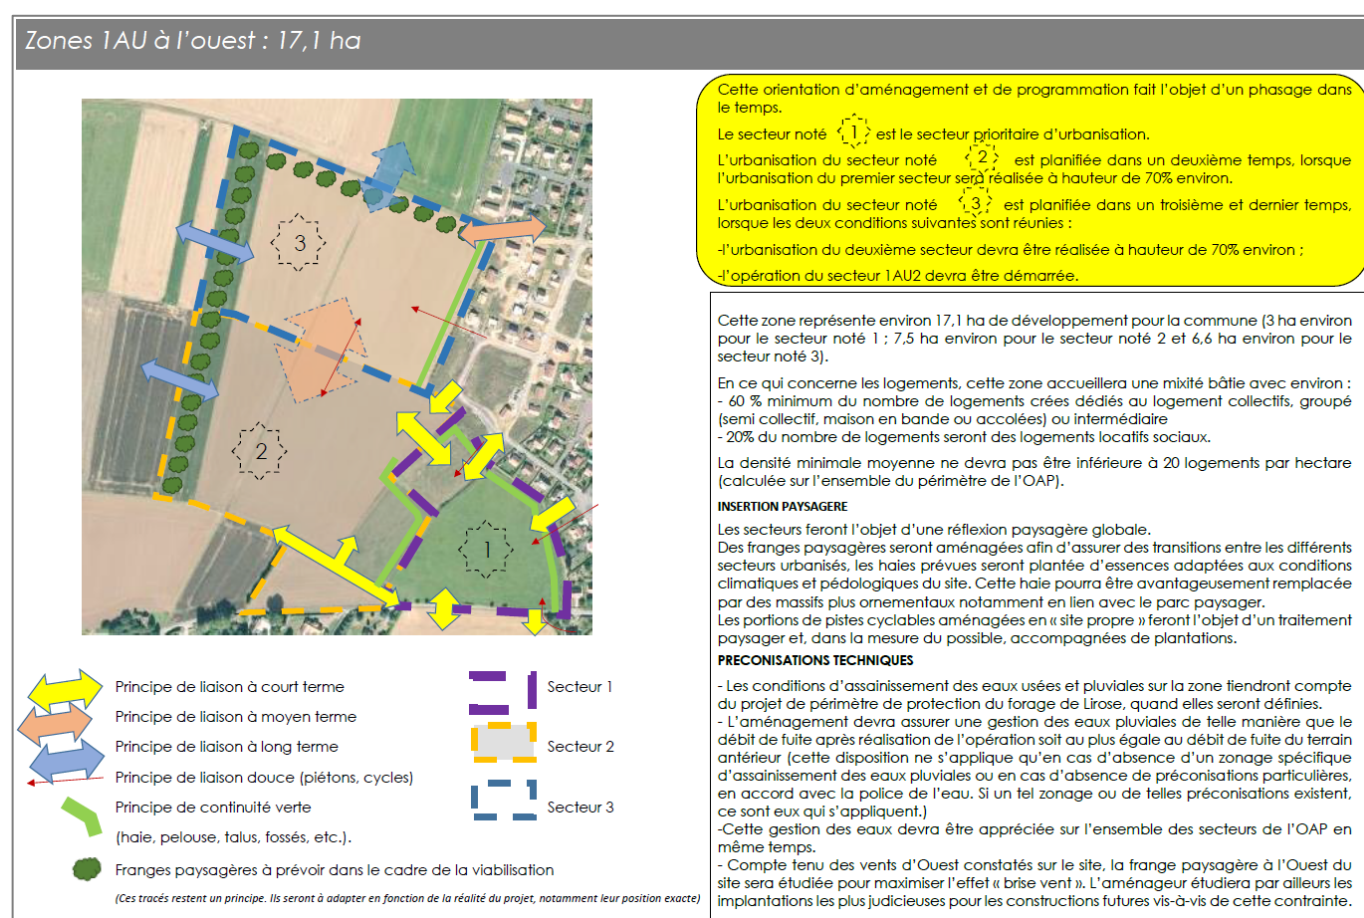 Zones 1AU à l'ouest : 17,1 ha
3
2
1
Principe de liaison à court terme
Principe de liaison à moyen terme
Principe de liaison à long terme
Principe de liaison douce (piétons, cycles)
Principe de continuité verte
(haie, pelouse, talus, fossés, etc.).
Franges paysagères à prévoir dans le cadre de la viabilisation
(Ces tracés restent un principe. Ils seront à adapter en fonction de la réalité du projet, notamment leur position exacte)
Secteur 1
Secteur 2
Secteur 3
Cette orientation d'aménagement et de programmation fait l'objet d'un phasage dans
le temps.
Le secteur noté 1 est le secteur prioritaire d'urbanisation.
L'urbanisation du secteur noté 2 est planifiée dans un deuxième temps, lorsque
l'urbanisation du premier secteur sera réalisée à hauteur de 70% environ.
L'urbanisation du secteur noté 3 est planifiée dans un troisième et dernier temps,
lorsque les deux conditions suivantes sont réunies :
-l'urbanisation du deuxième secteur devra être réalisée à hauteur de 70% environ ;
-l'opération du secteur 1AU2 devra être démarrée.
Cette zone représente environ 17,1 ha de développement pour la commune (3 ha environ
pour le secteur noté 1 ; 7,5 ha environ pour le secteur noté 2 et 6,6 ha environ pour le
secteur noté 3).
En ce qui concerne les logements, cette zone accueillera une mixité bâtie avec environ :
- 60 % minimum du nombre de logements crées dédiés au logement collectifs, groupé
(semi collectif, maison en bande ou accolées) ou intermédiaire
- 20% du nombre de logements seront des logements locatifs sociaux.
La densité minimale moyenne ne devra pas être inférieure à 20 logements par hectare
(calculée sur l'ensemble du périmètre de l'OAP).
INSERTION PAYSAGERE
Les secteurs feront l'objet d'une réflexion paysagère globale.
Des franges paysagères seront aménagées afin d'assurer des transitions entre les différents
secteurs urbanisés, les haies prévues seront plantée d'essences adaptées aux conditions
climatiques et pédologiques du site. Cette haie pourra être avantageusement remplacée
par des massifs plus ornementaux notamment en lien avec le parc paysager.
Les portions de pistes cyclables aménagées en « site propre » feront l'objet d'un traitement
paysager et, dans la mesure du possible, accompagnées de plantations.
PRECONISATIONS TECHNIQUES
- Les conditions d'assainissement des eaux usées et pluviales sur la zone tiendront compte
du projet de périmètre de protection du forage de Lirose, quand elles seront définies.
- L'aménagement devra assurer une gestion des eaux pluviales de telle manière que le
débit de fuite après réalisation de l'opération soit au plus égale au débit de fuite du terrain
antérieur (cette disposition ne s'applique qu'en cas d'absence d'un zonage spécifique
d'assainissement des eaux pluviales ou en cas d'absence de préconisations particulières,
en accord avec la police de l'eau. Si un tel zonage ou de telles préconisations existent,
ce sont eux qui s'appliquent.)
-Cette gestion des eaux devra être appréciée sur l'ensemble des secteurs de l'OAP en
même temps.
- Compte tenu des vents d'Ouest constatés sur le site, la frange paysagère à l'Ouest du
site sera étudiée pour maximiser l'effet « brise vent ». L'aménageur étudiera par ailleurs les
implantations les plus judicieuses pour les constructions futures vis-à-vis de cette contrainte.